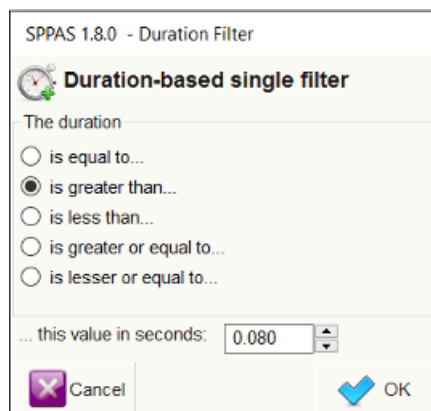 SPPAS 1.8.0 - Duration Filter
Duration-based single filter
The duration
is equal to...
is greater than...
is less than...
is greater or equal to...
is lesser or equal to...
... this value in seconds: 0.080
Cancel OK